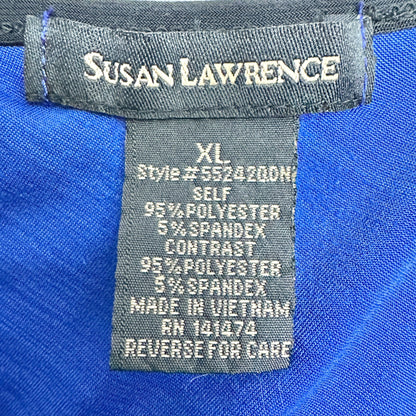 SUSAN LAWRENCE
XL
Style#552420DN
SELF
95%POLYESTER
5%SPANDEX
CONTRAST
95%POLYESTER
5%SPANDEX
MADE IN VIETNAM
RN 141474
REVERSE FOR CARE